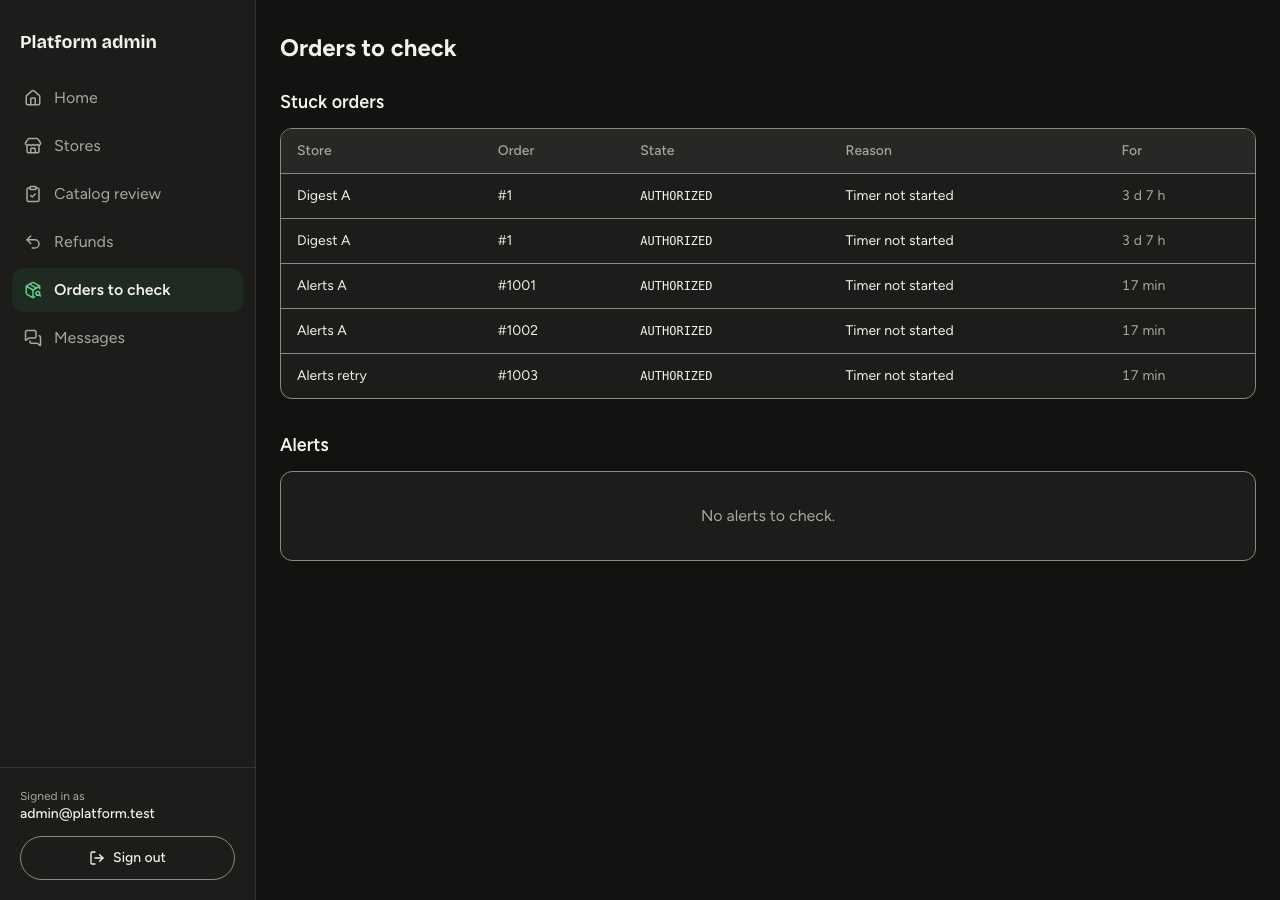 Platform admin
Home
Stores
Catalog review
Refunds
Orders to check
Messages
Signed in as
admin@platform.test
Sign out
Orders to check
Stuck orders
Store Order State Reason For
Digest A #1 AUTHORIZED Timer not started 3 d 7 h
Digest A #1 AUTHORIZED Timer not started 3 d 7 h
Alerts A #1001 AUTHORIZED Timer not started 17 min
Alerts A #1002 AUTHORIZED Timer not started 17 min
Alerts retry #1003 AUTHORIZED Timer not started 17 min
Alerts
No alerts to check.